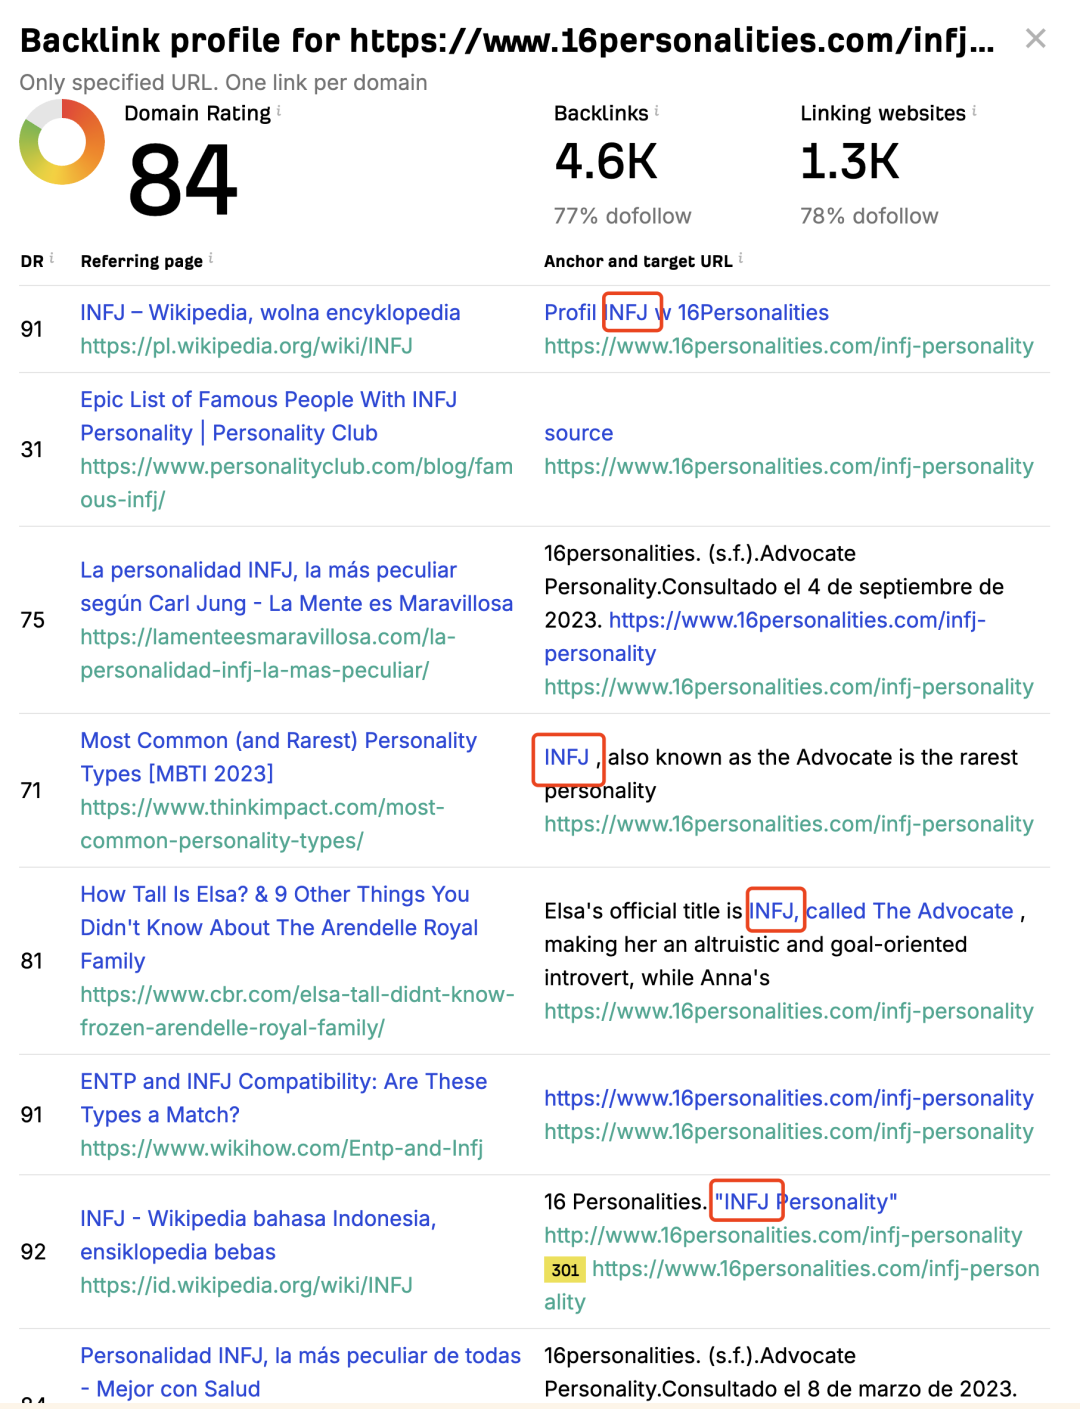 Backlink profile for https://www.16personalities.com/infj...
Only specified URL. One link per domain
Domain Rating
84
Backlinks
4.6K
77% dofollow
Linking websites
1.3K
78% dofollow
DR
Referring page
Anchor and target URL
91
INFJ – Wikipedia, wolna encyklopedia
https://pl.wikipedia.org/wiki/INFJ
Profil INFJ w 16Personalities
https://www.16personalities.com/infj-personality
31
Epic List of Famous People With INFJ
Personality | Personality Club
https://www.personalityclub.com/blog/fam
ous-infj/
source
https://www.16personalities.com/infj-personality
75
La personalidad INFJ, la más peculiar
según Carl Jung - La Mente es Maravillosa
https://lamenteesmaravillosa.com/la-
personalidad-infj-la-mas-peculiar/
16personalities. (s.f.).Advocate
Personality.Consultado el 4 de septiembre de
2023. https://www.16personalities.com/infj-
personality
https://www.16personalities.com/infj-personality
71
Most Common (and Rarest) Personality
Types [MBTI 2023]
https://www.thinkimpact.com/most-
common-personality-types/
INFJ , also known as the Advocate is the rarest
personality
https://www.16personalities.com/infj-personality
81
How Tall Is Elsa? & 9 Other Things You
Didn't Know About The Arendelle Royal
Family
https://www.cbr.com/elsa-tall-didnt-know-
frozen-arendelle-royal-family/
Elsa's official title is INFJ, called The Advocate ,
making her an altruistic and goal-oriented
introvert, while Anna's
https://www.16personalities.com/infj-personality
91
ENTP and INFJ Compatibility: Are These
Types a Match?
https://www.wikihow.com/Entp-and-Infj
https://www.16personalities.com/infj-personality
https://www.16personalities.com/infj-personality
92
INFJ - Wikipedia bahasa Indonesia,
ensiklopedia bebas
https://id.wikipedia.org/wiki/INFJ
16 Personalities. "INFJ Personality"
http://www.16personalities.com/infj-personality
301 https://www.16personalities.com/infj-person
ality
Personalidad INFJ, la más peculiar de todas
- Mejor con Salud
16personalities. (s.f.).Advocate
Personality.Consultado el 8 de marzo de 2023.